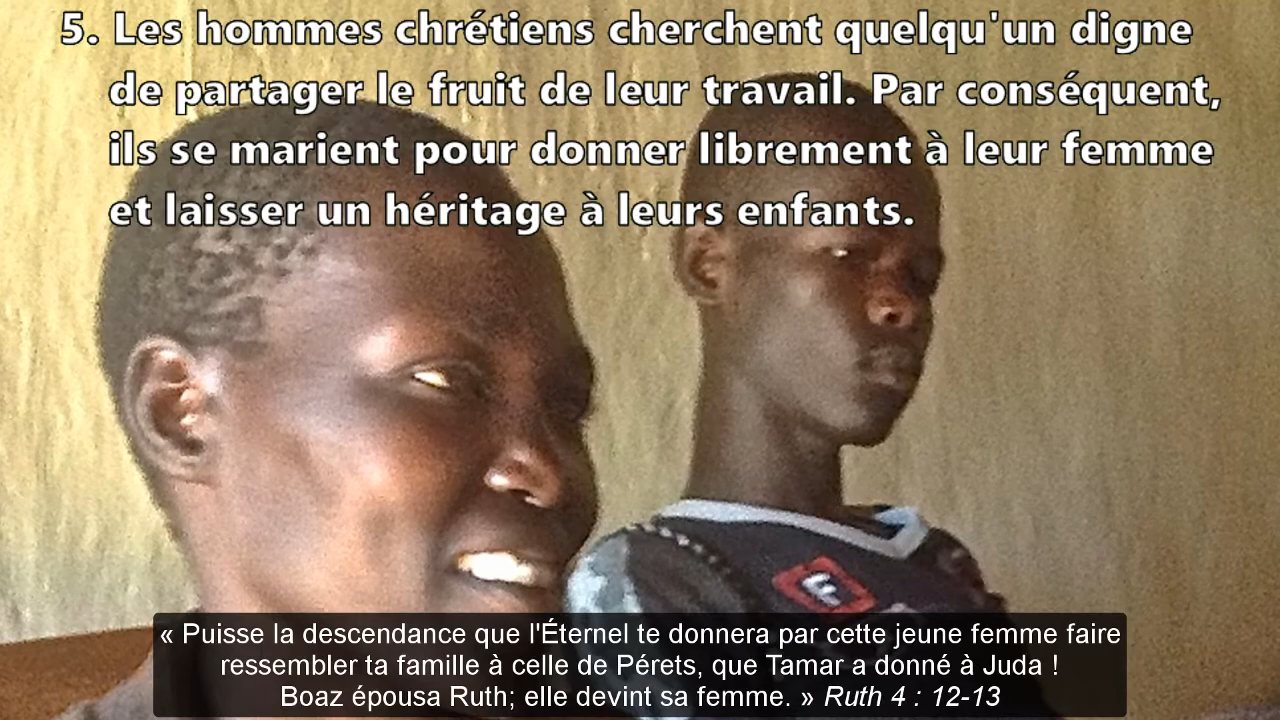 5. Les hommes chrétiens cherchent quelqu'un digne
de partager le fruit de leur travail. Par conséquent,
ils se marient pour donner librement à leur femme
et laisser un héritage à leurs enfants.
« Puisse la descendance que l'Éternel te donnera par cette jeune femme faire
ressembler ta famille à celle de Pérets, que Tamar a donné à Juda !
Boaz épousa Ruth; elle devint sa femme. » Ruth 4 : 12-13